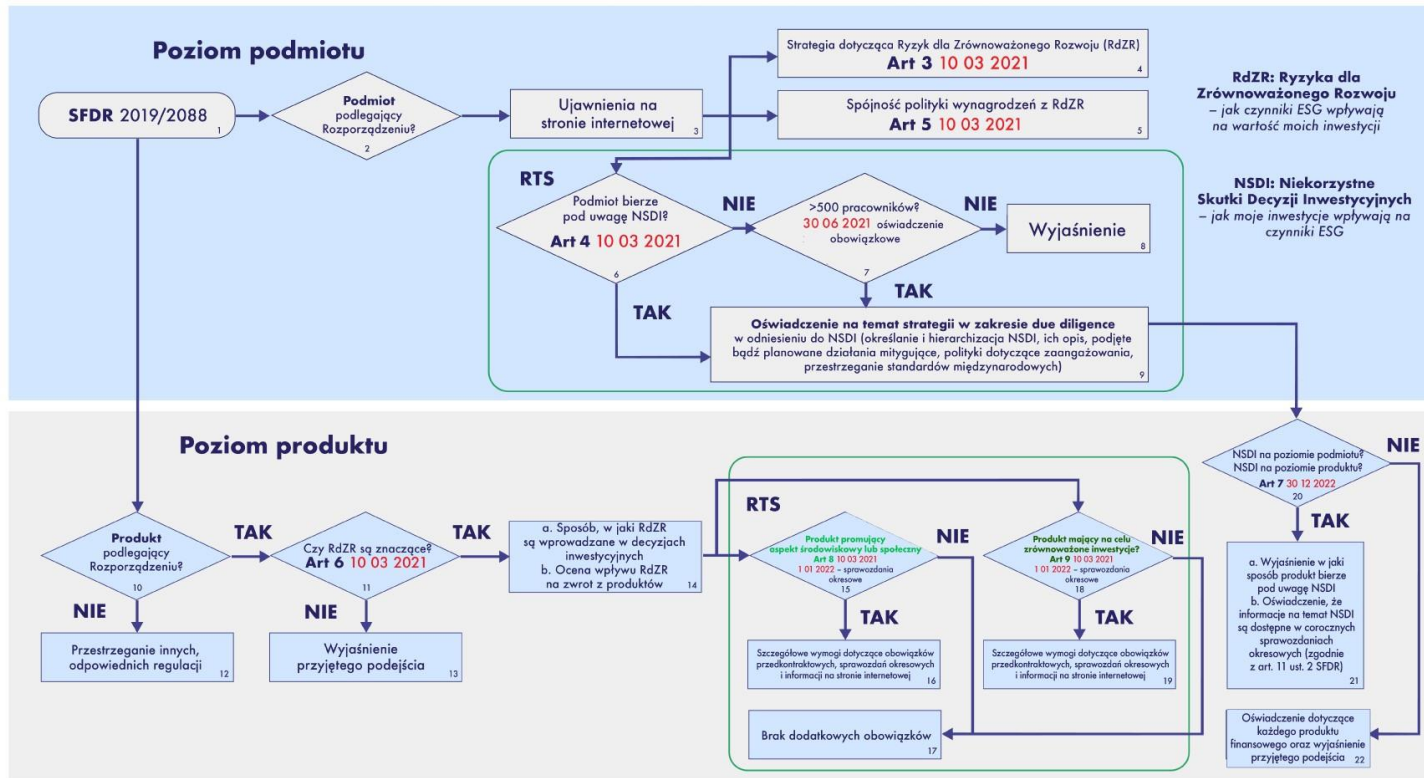 Poziom podmiotu
SFDR 2019/2088
1
Podmiot
podlegający
Rozporządzeniu?
2
Ujawnienia na
stronie internetowej
3
Strategia dotycząca Ryzyk dla Zrównoważonego Rozwoju (RdZR)
Art 3 10 03 2021
4
Spójność polityki wynagrodzeń z RdZR
Art 5 10 03 2021
5
RdZR: Ryzyka dla
Zrównoważonego Rozwoju
– jak czynniki ESG wpływają
na wartość moich inwestycji
NSDI: Niekorzystne
Skutki Decyzji Inwestycyjnych
– jak moje inwestycje wpływają na
czynniki ESG
RTS
Podmiot bierze
pod uwagę NSDI?
Art 4 10 03 2021
6
NIE
>500 pracowników?
30 06 2021 oświadczenie
obowiązkowe
7
NIE
Wyjaśnienie
8
TAK
TAK
Oświadczenie na temat strategii w zakresie due diligence
w odniesieniu do NSDI (określanie i hierarchizacja NSDI, ich opis, podjęte
bądź planowane działania mitygujące, polityki dotyczące zaangażowania,
przestrzeganie standardów międzynarodowych)
9
Poziom produktu
Produkt
podlegający
Rozporządzeniu?
10
TAK
NIE
Przestrzeganie innych,
odpowiednich regulacji
12
Czy RdZR są znaczące?
Art 6 10 03 2021
11
TAK
NIE
Wyjaśnienie
przyjętego podejścia
13
a. Sposób, w jaki RdZR
są wprowadzane w decyzjach
inwestycyjnych
b. Ocena wpływu RdZR
na zwrot z produktów
14
RTS
Produkt promujący
aspekt środowiskowy lub społeczny
Art 8 10 03 2021
1 01 2022 – sprawozdania
okresowe
15
NIE
TAK
Szczegółowe wymogi dotyczące obowiązków
przedkontraktowych, sprawozdań okresowych
i informacji na stronie internetowej
16
Brak dodatkowych obowiązków
17
Produkt mający na celu
zrównoważone inwestycje?
Art 9 10 03 2021
1 01 2022 – sprawozdania
okresowe
18
NIE
TAK
Szczegółowe wymogi dotyczące obowiązków
przedkontraktowych, sprawozdań okresowych
i informacji na stronie internetowej
19
NSDI na poziomie podmiotu?
NSDI na poziomie produktu?
Art 7 30 12 2022
20
NIE
TAK
a. Wyjaśnienie w jaki
sposób produkt bierze
pod uwagę NSDI
b. Oświadczenie, że
informacje na temat NSDI
są dostępne w corocznych
sprawozdaniach
okresowych (zgodnie
z art. 11 ust. 2 SFDR)
21
Oświadczenie dotyczące
każdego produktu
finansowego oraz wyjaśnienie
przyjętego podejścia
22